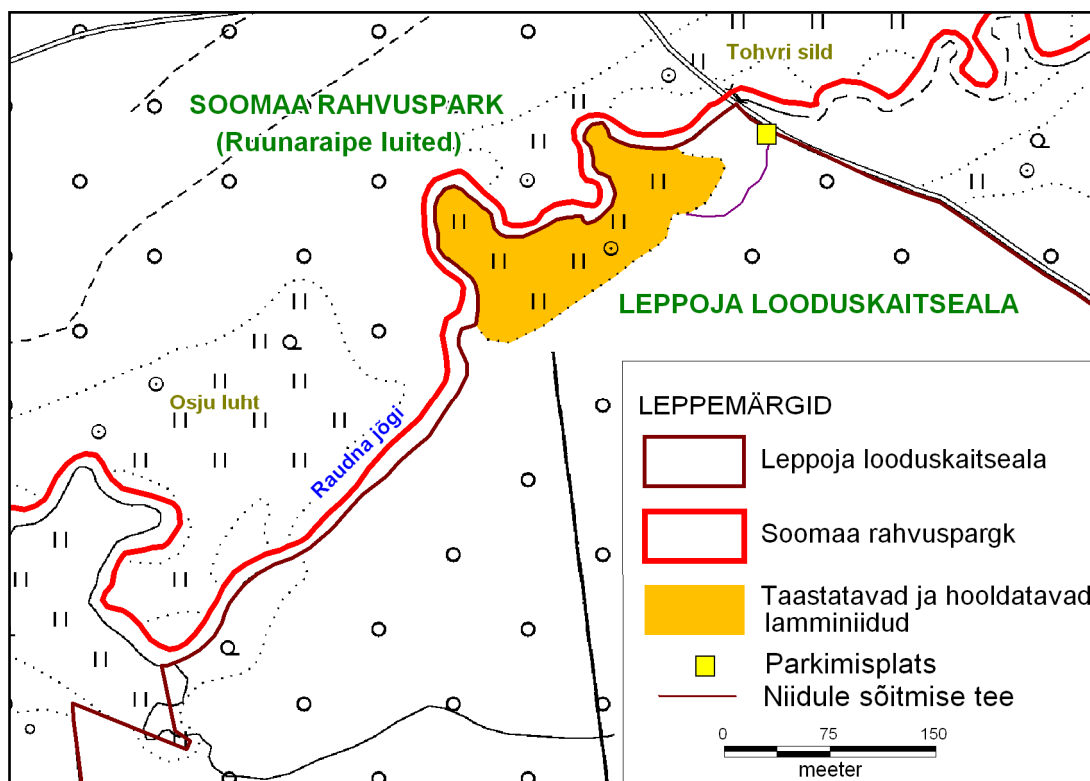 Tohvri sild
SOOMAA RAHVUSPARK
(Ruunaraipe luited)
LEPPOJA LOODUSKAITSEALA
Osju luht
Raudna jõgi
LEPPEMÄRGID
Leppoja looduskaitseala
Soomaa rahvuspargk
Taastatavad ja hooldatavad
lamminiidud
Parkimisplats
Niidule sõitmise tee
0 75 150
meeter